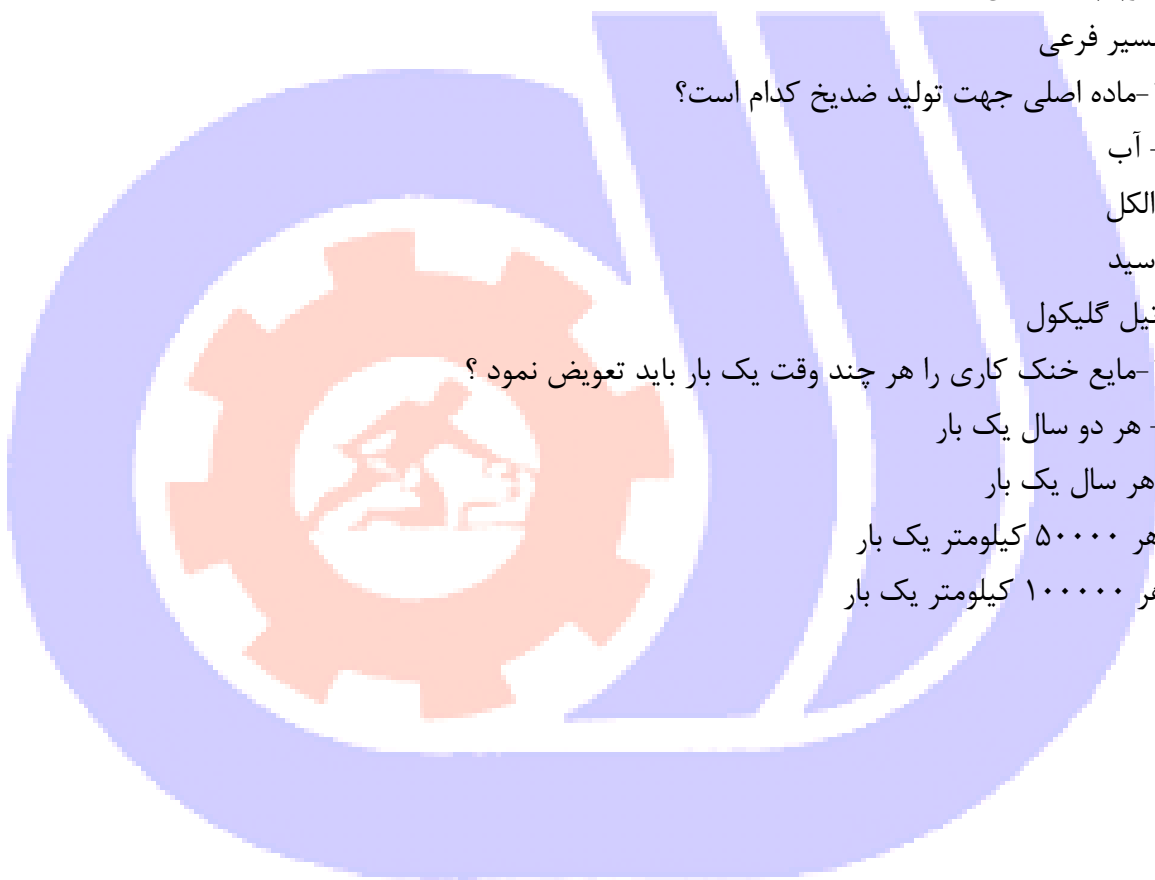 سیر فرعی
-ماده اصلی جهت تولید ضدیخ کدام است؟
- آب
الکل
سید
تیل گلیکول
-مایع خنک کاری را هر چند وقت یک بار باید تعویض نمود ؟
- هر دو سال یک بار
هر سال یک بار
هر ۵۰۰۰۰ کیلومتر یک بار
هر ۱۰۰۰۰۰ کیلومتر یک بار